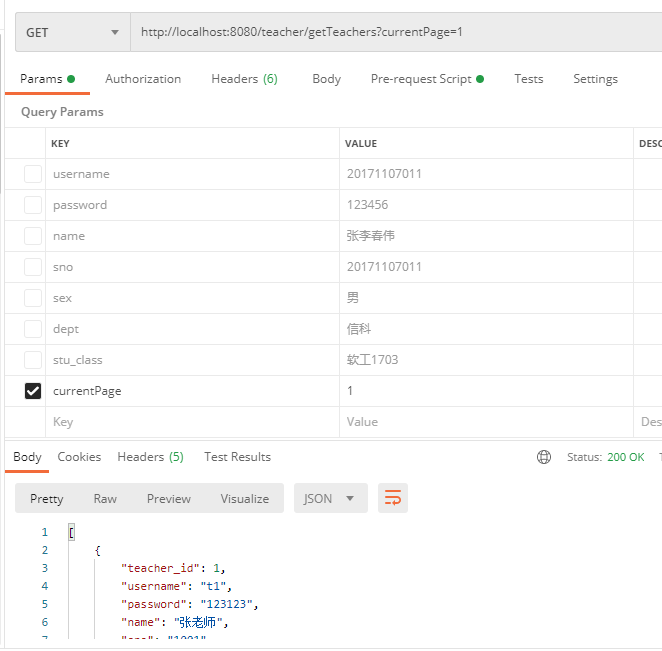 GET http://localhost:8080/teacher/getTeachers?currentPage=1
Params Authorization Headers (6) Body Pre-request Script Tests Settings
Query Params
KEY VALUE DESC
username 20171107011
password 123456
name 张李春伟
sno 20171107011
sex 男
dept 信科
stu_class 软工1703
currentPage 1
Key Value Des
Body Cookies Headers (5) Test Results Status: 200 OK
Pretty Raw Preview Visualize JSON
1 [
2 {
3 "teacher_id": 1,
4 "username": "t1",
5 "password": "123123",
6 "name": "张老师",